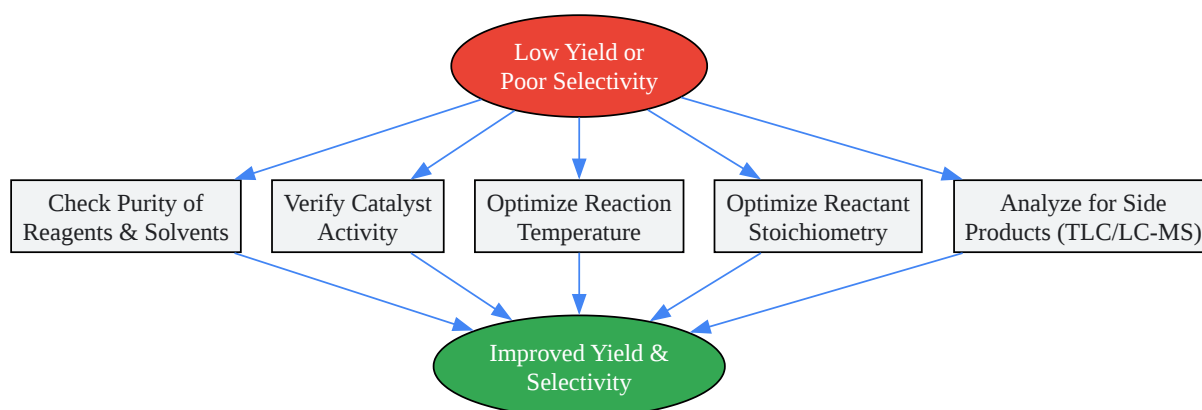 Low Yield or
Poor Selectivity
Check Purity of
Reagents & Solvents
Verify Catalyst
Activity
Optimize Reaction
Temperature
Optimize Reactant
Stoichiometry
Analyze for Side
Products (TLC/LC-MS)
Improved Yield &
Selectivity